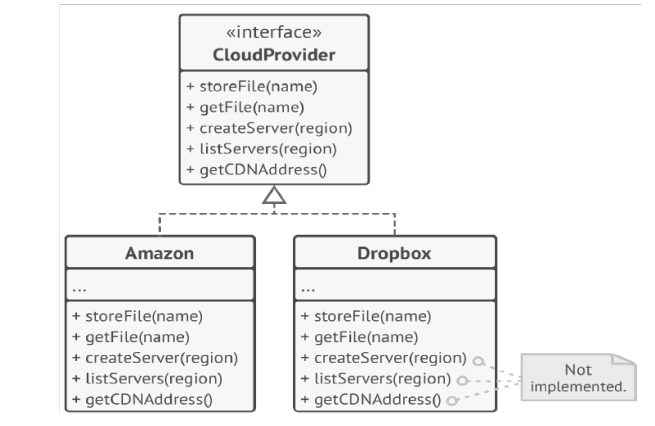 «interface»
CloudProvider
+ storeFile(name)
+ getFile(name)
+ createServer(region)
+ listServers(region)
+ getCDNAddress()
Amazon
...
+ storeFile(name)
+ getFile(name)
+ createServer(region)
+ listServers(region)
+ getCDNAddress()
Dropbox
...
+ storeFile(name)
+ getFile(name)
+ createServer(region)
+ listServers(region)
+ getCDNAddress()
Not
implemented.